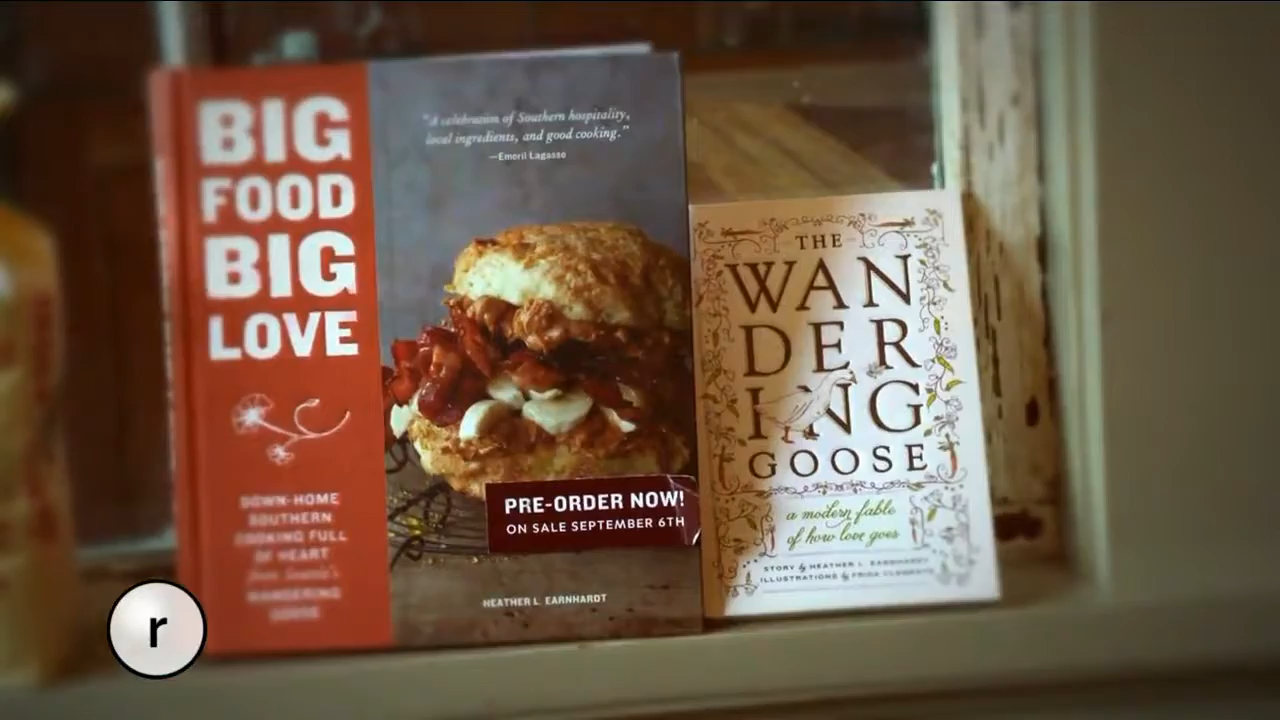 BIG
FOOD
BIG
LOVE
DOWN-HOME
SOUTHERN
COOKING FULL
OF HEART
from Seattle's
WANDERING
GOOSE
"A celebration of Southern hospitality,
local ingredients, and good cooking."
—Emeril Lagasse
PRE-ORDER NOW!
ON SALE SEPTEMBER 6TH
HEATHER L. EARNHARDT
THE
WAN
DER
ING
GOOSE
a modern fable
of how love goes
STORY by HEATHER L. EARNHARDT
ILLUSTRATIONS by FRIDA CLEMENTS
r